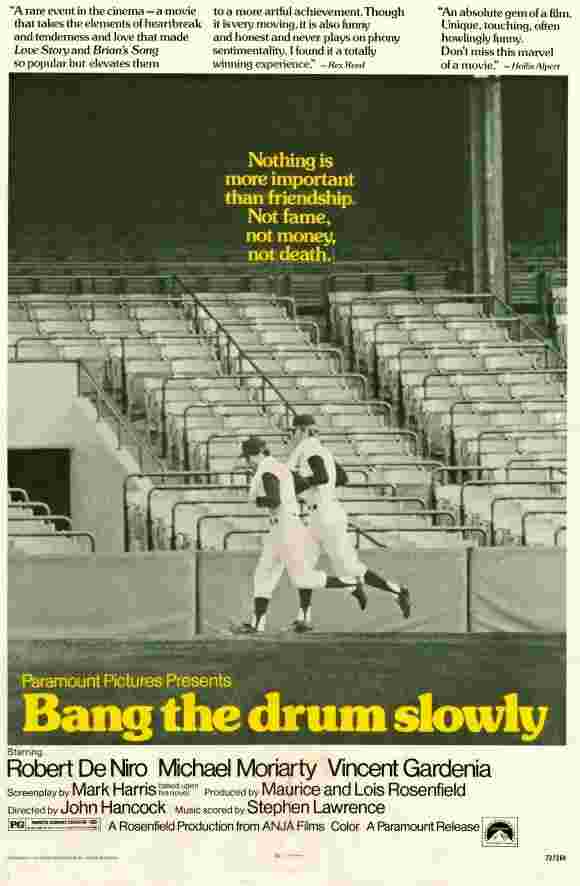 "A rare event in the cinema—a movie
that takes the elements of heartbreak
and tenderness and love that made
Love Story and Brian's Song
so popular but elevates them
to a more artful achievement. Though
it is very moving, it is also funny
and honest and never plays on phony
sentimentality. I found it a totally
winning experience." —Rex Reed
"An absolute gem of a film.
Unique, touching, often
howlingly funny.
Don't miss this marvel
of a movie." —Hollis Alpert
Nothing is
more important
than friendship.
Not fame,
not money,
not death.
Paramount Pictures Presents
Bang the drum slowly
Starring
Robert De Niro Michael Moriarty Vincent Gardenia
Screenplay by Mark Harris based upon his novel Produced by Maurice and Lois Rosenfield
Directed by John Hancock Music scored by Stephen Lawrence
PG A Rosenfield Production from ANJA Films Color A Paramount Release
73/264